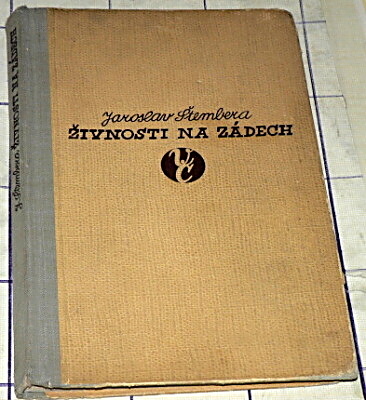 Jaroslav Štembera
ŽIVNOSTI NA ZÁDECH
J. Štembera, ŽIVNOSTI NA ZÁDECH